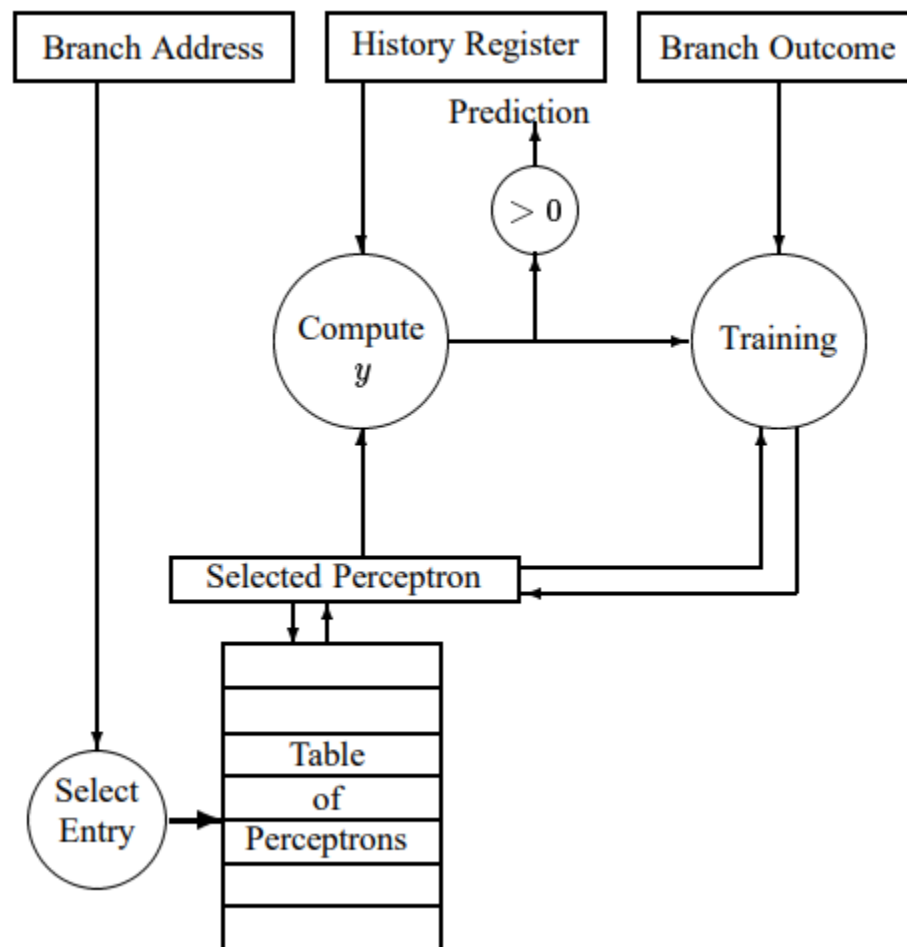 Branch Address
History Register
Branch Outcome
Prediction
> 0
Compute
y
Training
Selected Perceptron
Table
of
Perceptrons
Select
Entry